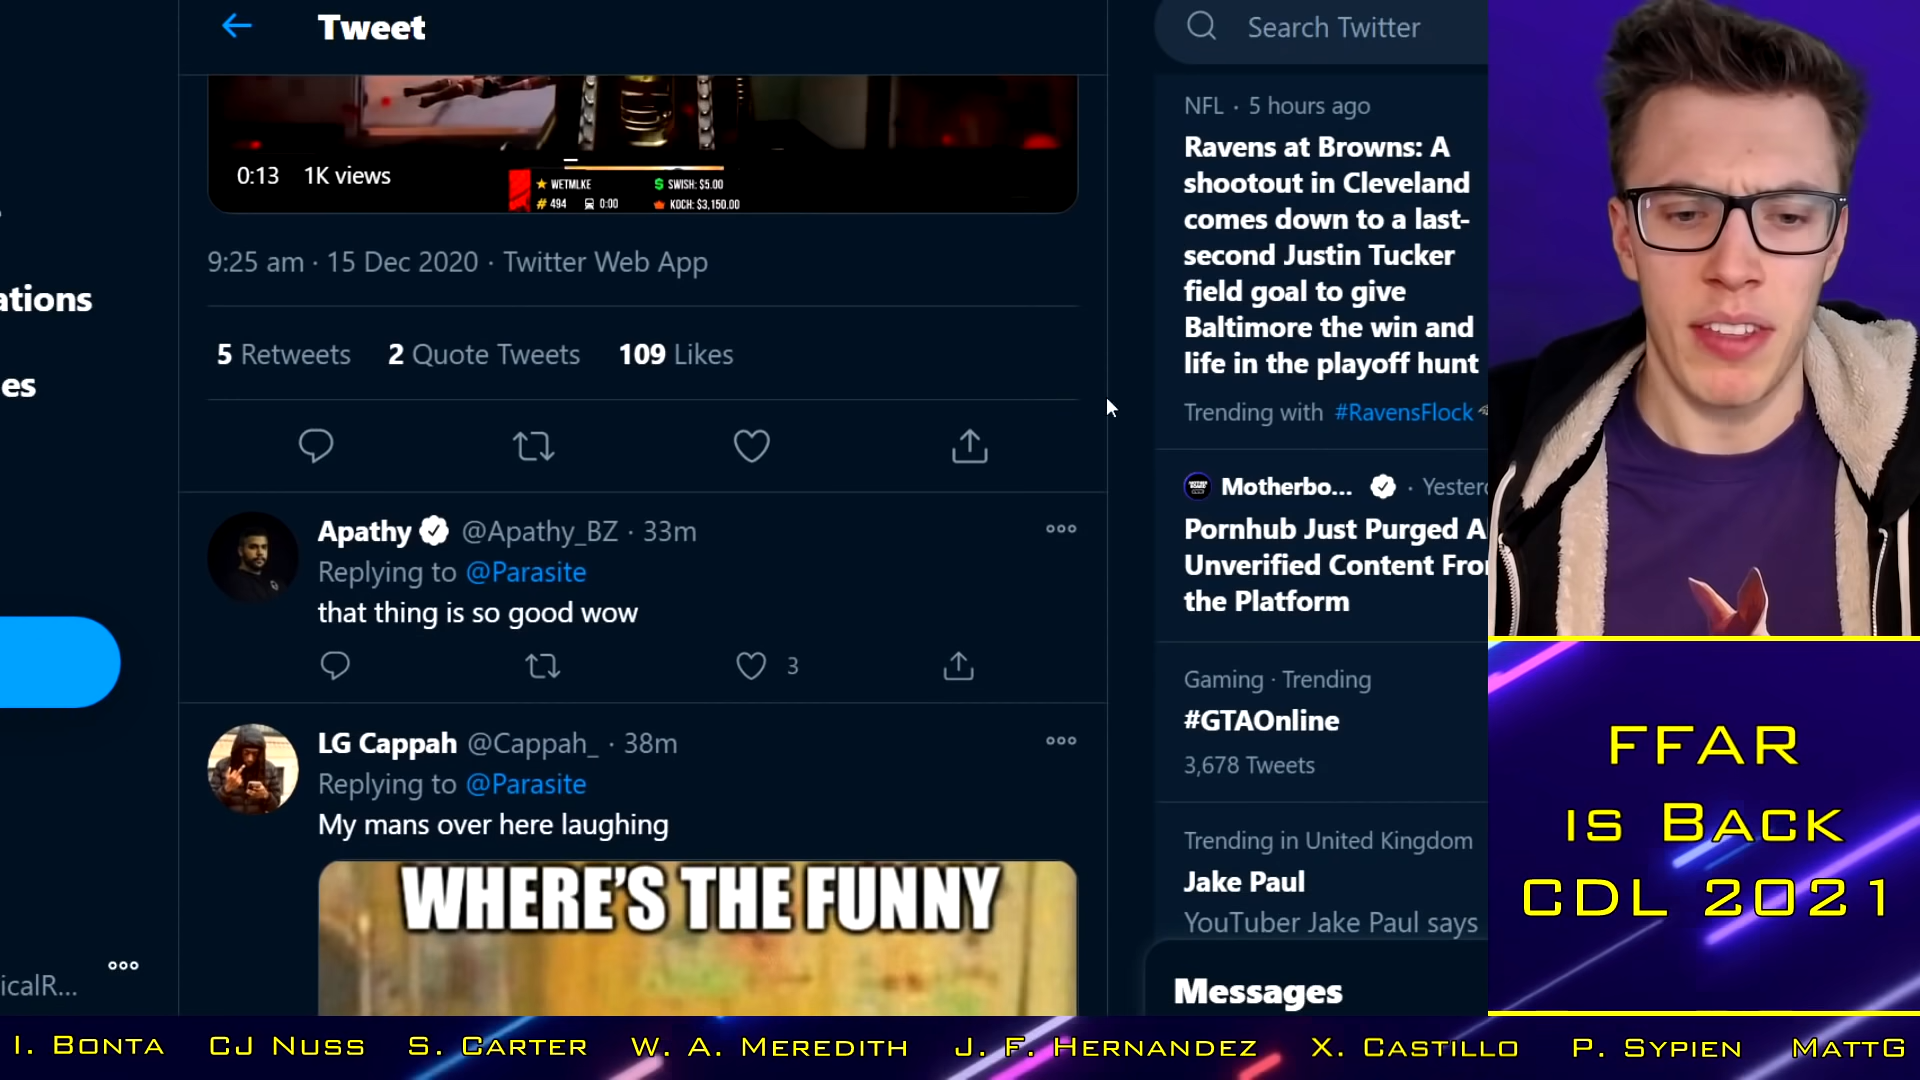 Tweet
Search Twitter
0:13 1K views
WETMLKE
SWISH: $5.00
# 494
0:00
KOCH: $3,150.00
9:25 am · 15 Dec 2020 · Twitter Web App
5 Retweets 2 Quote Tweets 109 Likes
ations
es
Apathy @Apathy_BZ · 33m
Replying to @Parasite
that thing is so good wow
3
LG Cappah @Cappah_ · 38m
Replying to @Parasite
My mans over here laughing
WHERE'S THE FUNNY
icalR...
NFL · 5 hours ago
Ravens at Browns: A
shootout in Cleveland
comes down to a last-
second Justin Tucker
field goal to give
Baltimore the win and
life in the playoff hunt
Trending with #RavensFlock
Motherbo... · Yesterd
Pornhub Just Purged A
Unverified Content Fro
the Platform
Gaming · Trending
#GTAOnline
3,678 Tweets
Trending in United Kingdom
Jake Paul
YouTuber Jake Paul says
Messages
FFAR
is Back
CDL 2021
I. Bonta CJ Nuss S. Carter W. A. Meredith J. F. Hernandez X. Castillo P. Sypien MattG